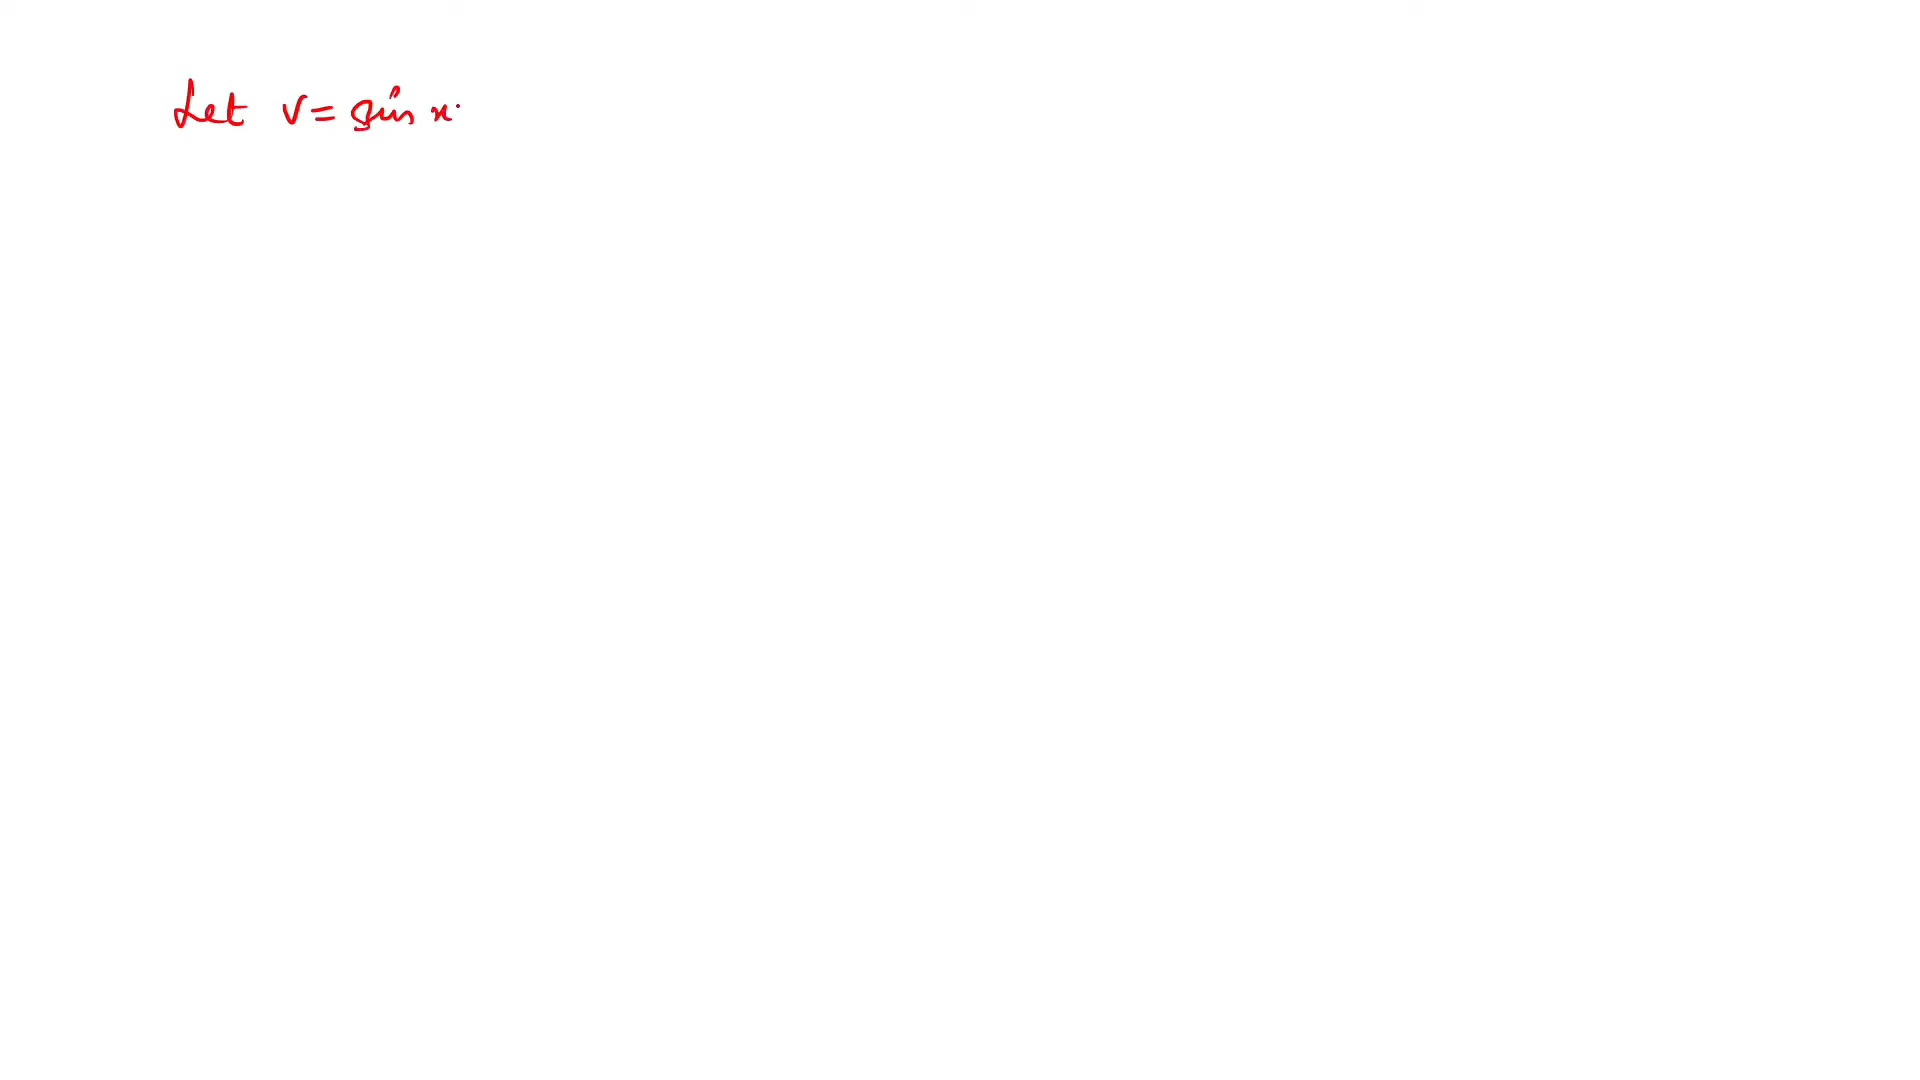 Let v = sin x.